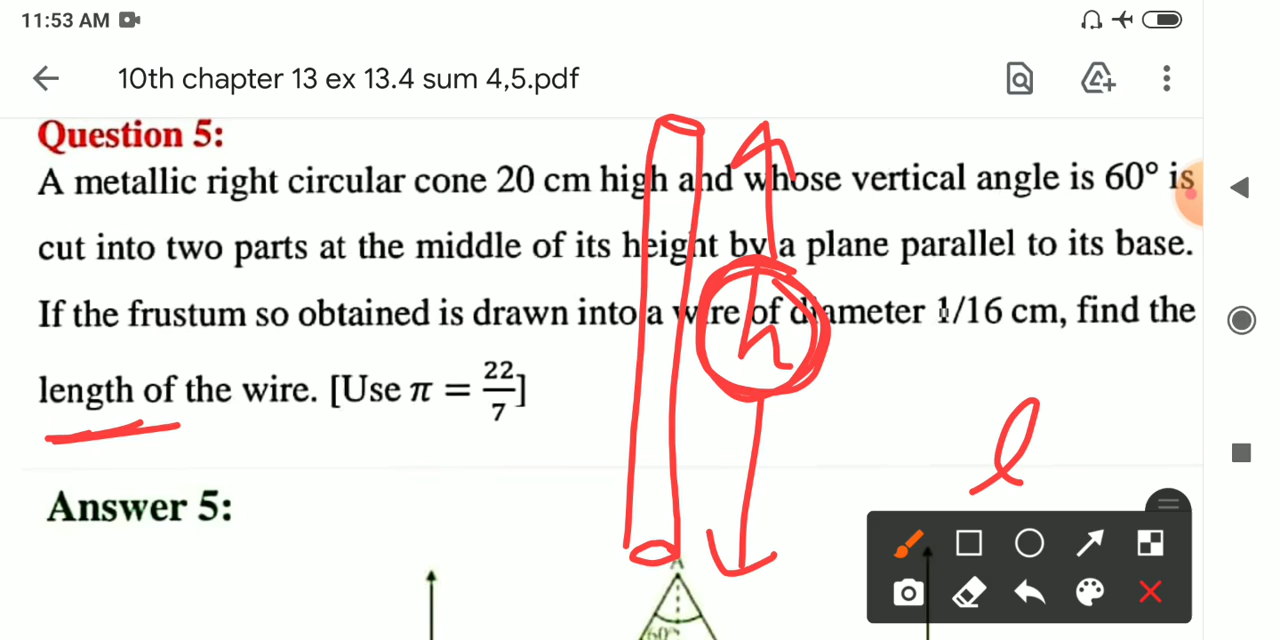 11:53 AM
10th chapter 13 ex 13.4 sum 4,5.pdf
Question 5:
A metallic right circular cone 20 cm high and whose vertical angle is 60° is
cut into two parts at the middle of its height by a plane parallel to its base.
If the frustum so obtained is drawn into a wire of diameter 1/16 cm, find the
length of the wire. [Use π = 22/7]
h
l
Answer 5:
A
60°